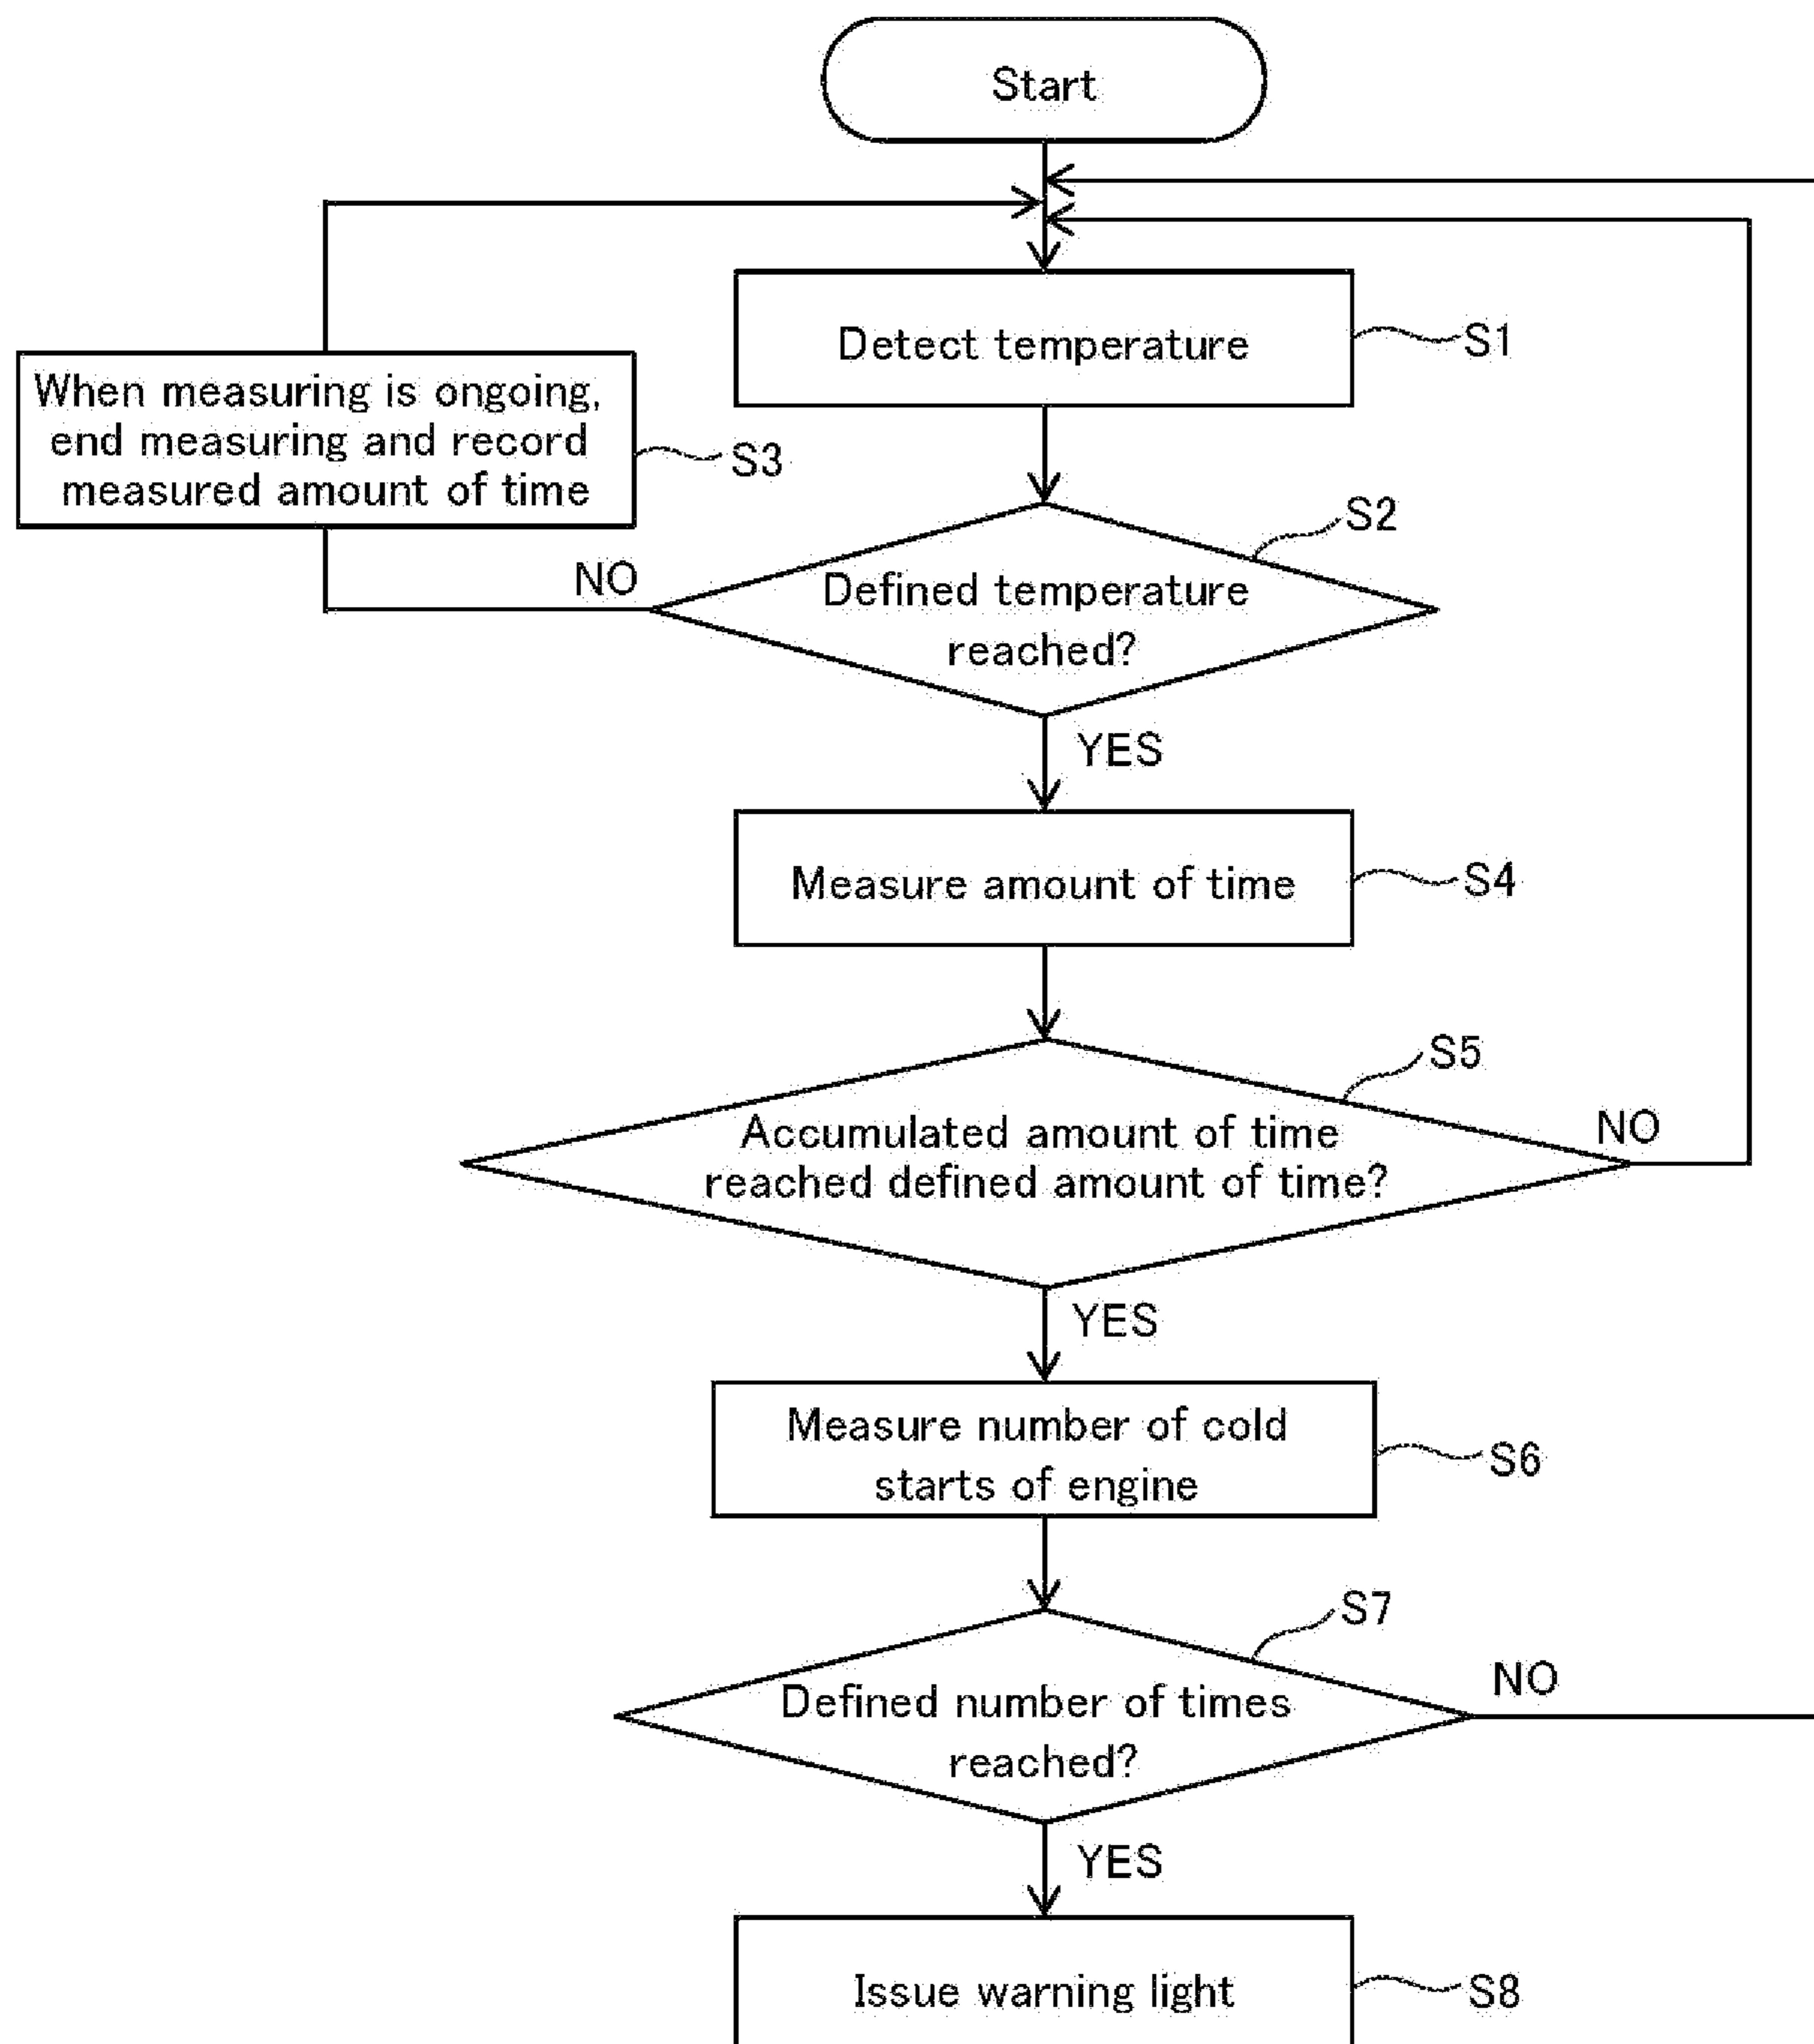 Start
Detect temperature
S1
When measuring is ongoing,
end measuring and record
measured amount of time
S3
S2
NO
Defined temperature
reached?
YES
Measure amount of time
S4
S5
NO
Accumulated amount of time
reached defined amount of time?
YES
Measure number of cold
starts of engine
S6
S7
NO
Defined number of times
reached?
YES
Issue warning light
S8